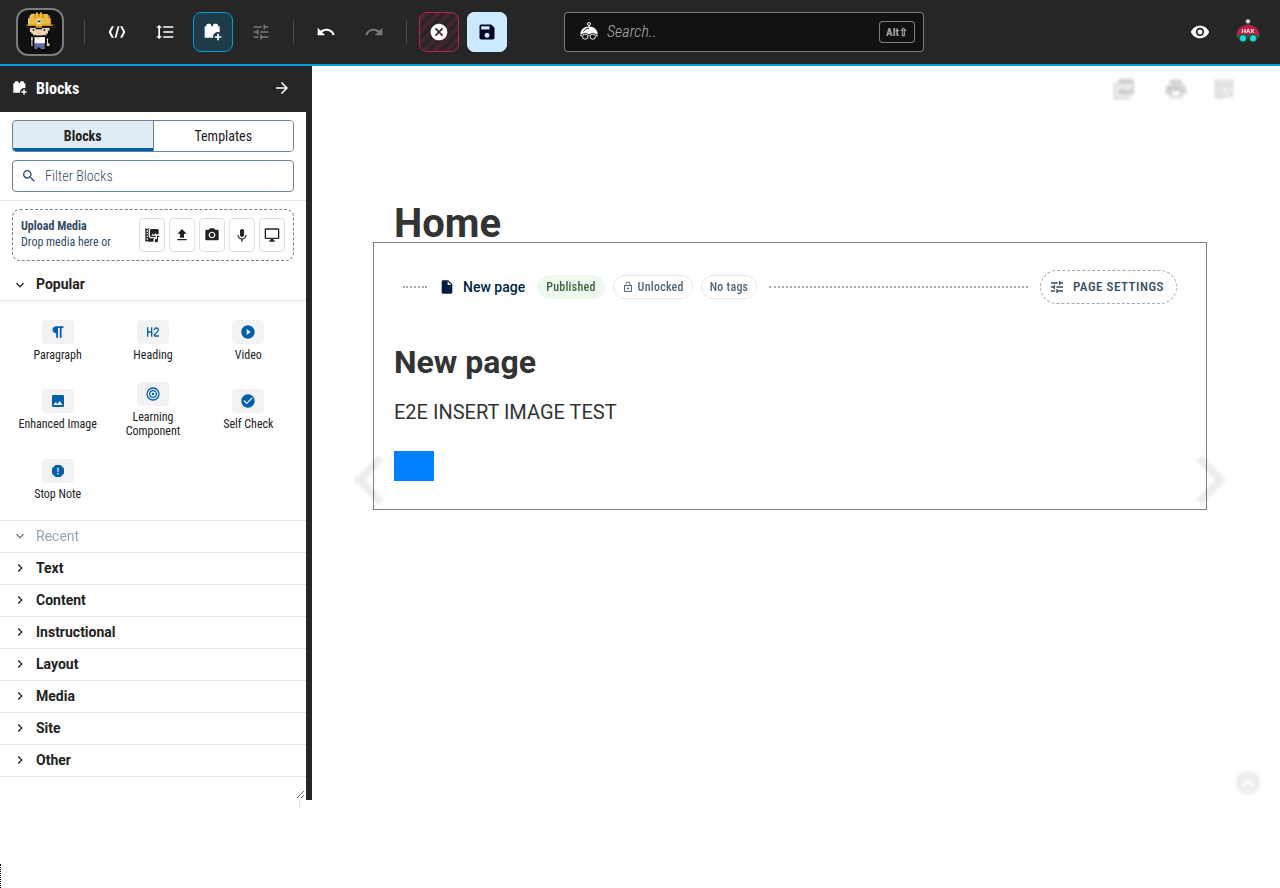 Search..
Alt⇧
HAX
Blocks
Blocks
Templates
Filter Blocks
Upload Media
Drop media here or
Popular
Paragraph
H2
Heading
Video
Enhanced Image
Learning
Component
Self Check
Stop Note
Recent
Text
Content
Instructional
Layout
Media
Site
Other
Home
New page
Published
Unlocked
No tags
PAGE SETTINGS
New page
E2E INSERT IMAGE TEST